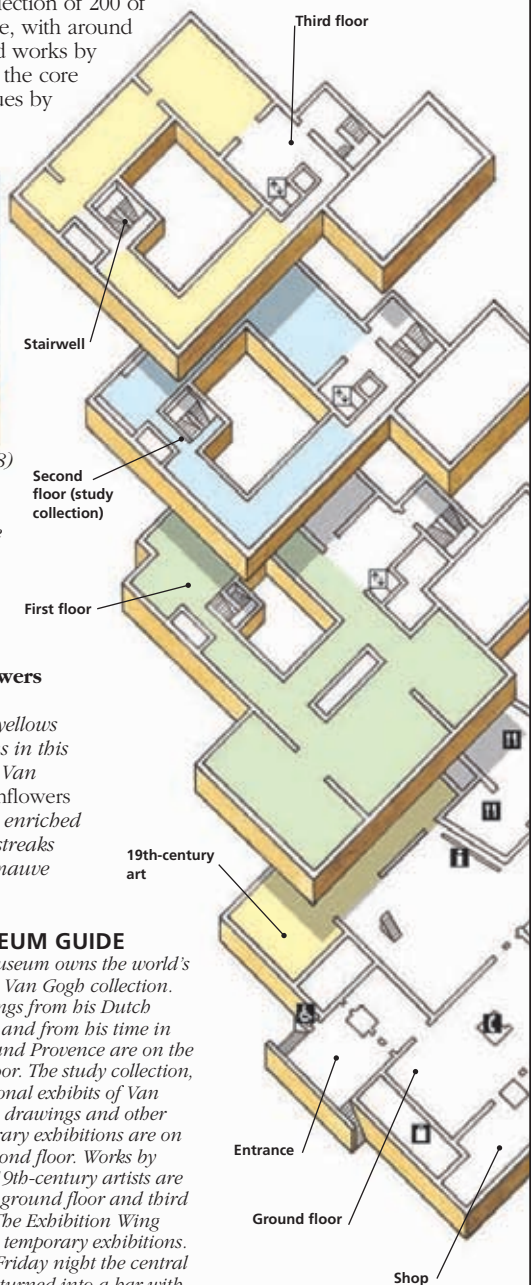 lection of 200 of
e, with around
d works by
the core
ues by
Third floor
Stairwell
8)
Second
floor (study
collection)
e
First floor
wers
yellows
s in this
Van
nflowers
enriched
streaks
mauve
19th-century
art
EUM GUIDE
useum owns the world's
Van Gogh collection.
ngs from his Dutch
and from his time in
and Provence are on the
oor. The study collection,
onal exhibits of Van
drawings and other
rary exhibitions are on
ond floor. Works by
19th-century artists are
ground floor and third
The Exhibition Wing
temporary exhibitions.
Friday night the central
turned into a bar with
Entrance
Ground floor
Shop